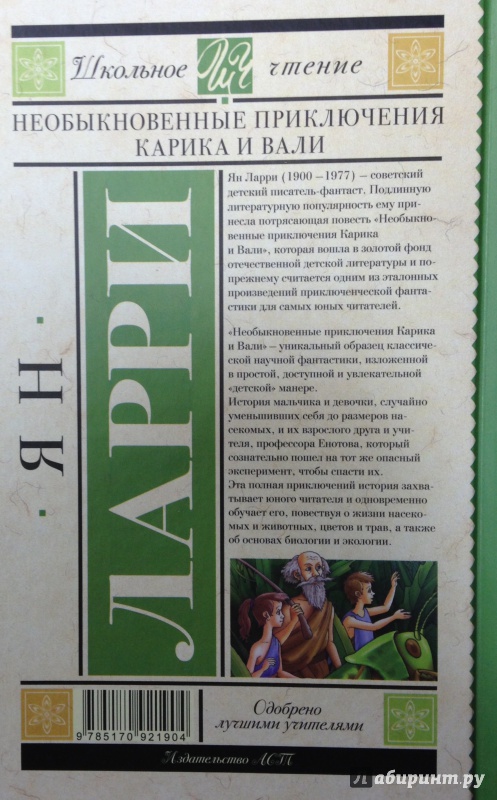 Школьное чтение
НЕОБЫКНОВЕННЫЕ ПРИКЛЮЧЕНИЯ
КАРИКА И ВАЛИ
Ян Ларри (1900 –1977) – советский
детский писатель-фантаст. Подлинную
литературную популярность ему при-
несла потрясающая повесть «Необыкно-
венные приключения Карика
и Вали», которая вошла в золотой фонд
отечественной детской литературы и по-
прежнему считается одним из эталонных
произведений приключенческой фанта-
стики для самых юных читателей.
«Необыкновенные приключения Карика
и Вали» – уникальный образец классиче-
ской научной фантастики, изложенной
в простой, доступной и увлекательной
«детской» манере.
История мальчика и девочки, случайно
уменьшивших себя до размеров на-
секомых, и их взрослого друга и учи-
теля, профессора Енотова, который
сознательно пошел на тот же опасный
эксперимент, чтобы спасти их.
Эта полная приключений история захва-
тывает юного читателя и одновременно
обучает его, повествуя о жизни насеко-
мых и животных, цветов и трав, а также
об основах биологии и экологии.
· ЯН ·
ЛАРРИ
9 785170 921904
Одобрено
лучшими учителями
Издательство АСТ
Лабиринт.ру